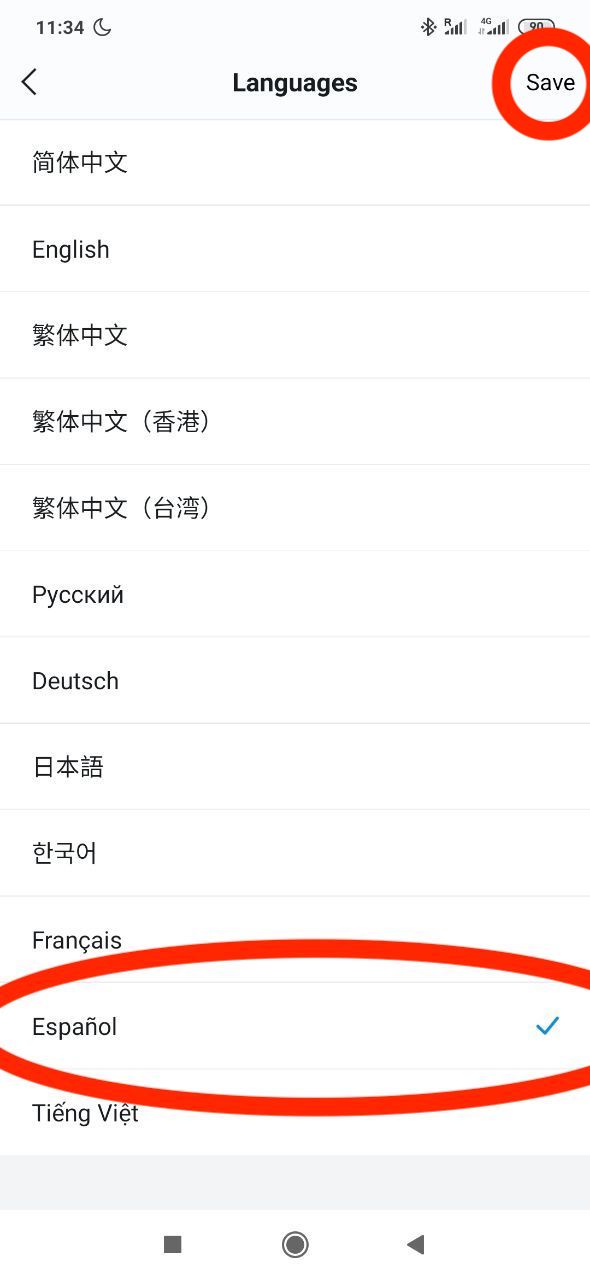 11:34
R
4G
90
Languages
Save
简体中文
English
繁体中文
繁体中文（香港）
繁体中文（台湾）
Русский
Deutsch
日本語
한국어
Français
Español
Tiếng Việt